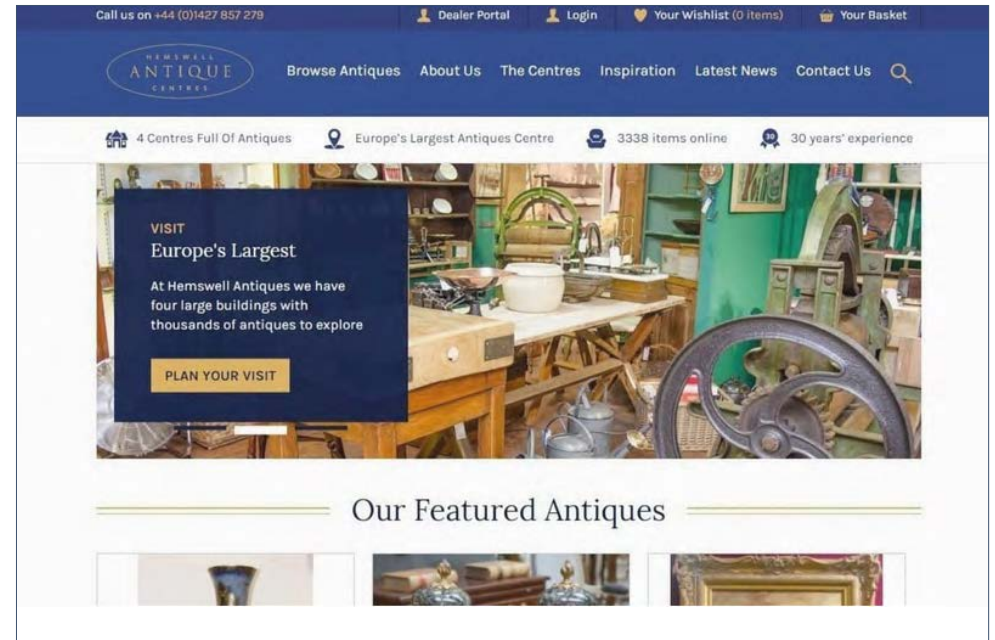 Call us on +44 (0)1427 857 279
Dealer Portal
Login
Your Wishlist (0 items)
Your Basket
HEMSWELL
ANTIQUE
CENTRES
Browse Antiques
About Us
The Centres
Inspiration
Latest News
Contact Us
4 Centres Full Of Antiques
Europe's Largest Antiques Centre
3338 items online
30
30 years' experience
VISIT
Europe's Largest
At Hemswell Antiques we have
four large buildings with
thousands of antiques to explore
PLAN YOUR VISIT
Our Featured Antiques